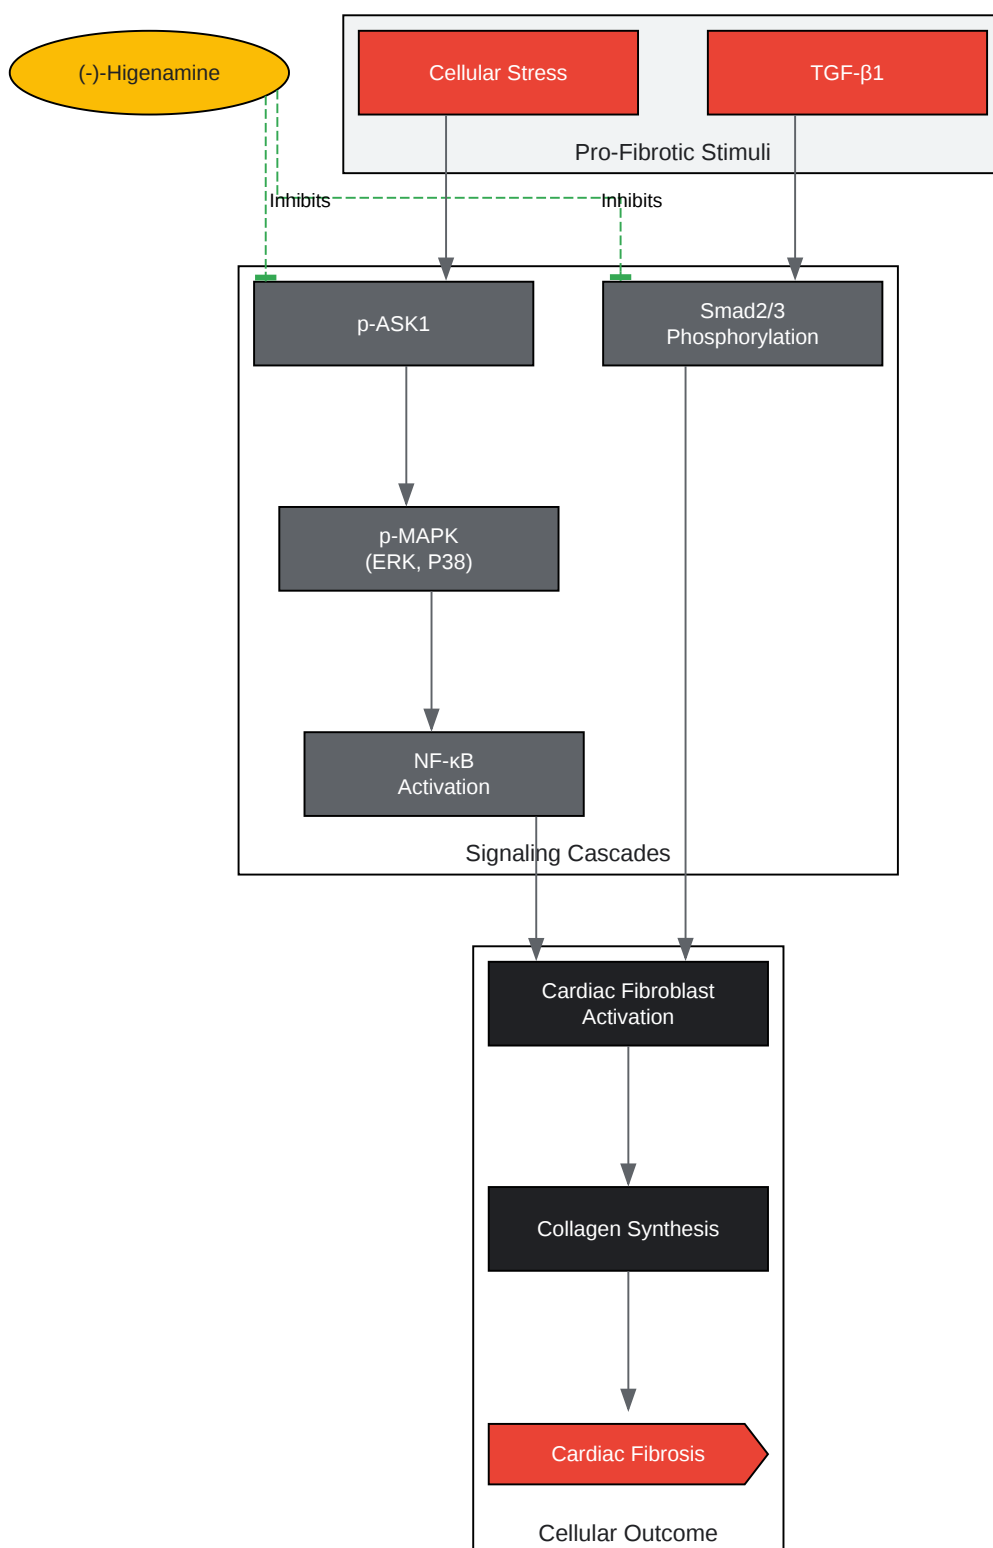 (-)-Higenamine
Cellular Stress
TGF-β1
Pro-Fibrotic Stimuli
Inhibits
Inhibits
p-ASK1
Smad2/3
Phosphorylation
p-MAPK
(ERK, P38)
NF-κB
Activation
Signaling Cascades
Cardiac Fibroblast
Activation
Collagen Synthesis
Cardiac Fibrosis
Cellular Outcome